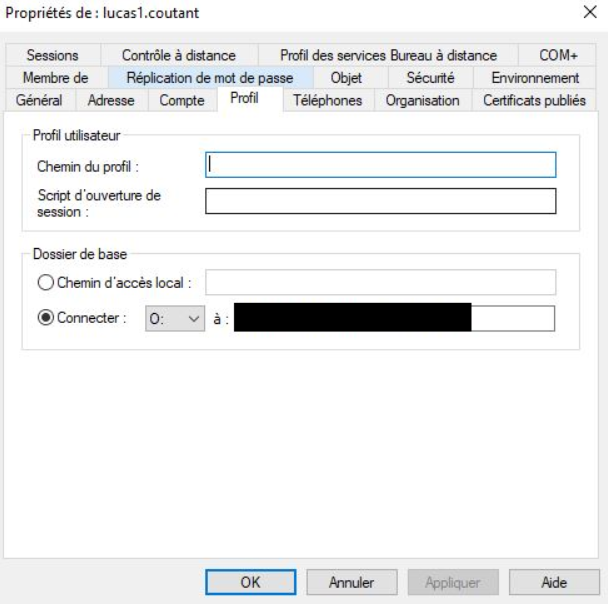 Propriétés de : lucas1.coutant
Sessions Contrôle à distance Profil des services Bureau à distance COM+
Membre de Réplication de mot de passe Objet Sécurité Environnement
Général Adresse Compte Profil Téléphones Organisation Certificats publiés
Profil utilisateur
Chemin du profil :
Script d'ouverture de
session :
Dossier de base
Chemin d'accès local :
Connecter : O: à :
OK Annuler Appliquer Aide